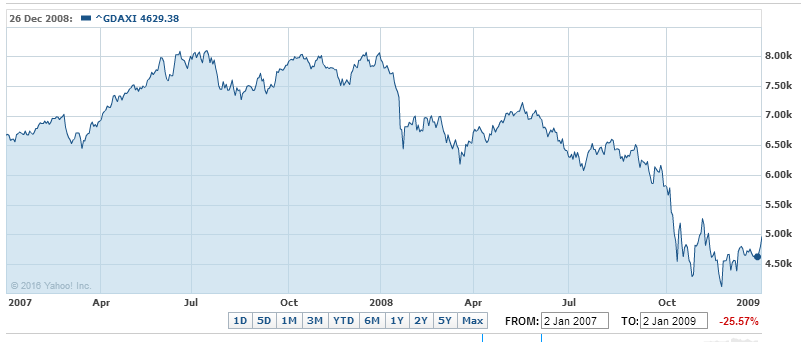 26 Dec 2008: ^GDAXI 4629.38
8.00k
7.50k
7.00k
6.50k
6.00k
5.50k
5.00k
4.50k
© 2016 Yahoo! Inc.
2007 Apr Jul Oct 2008 Apr Jul Oct 2009
1D 5D 1M 3M YTD 6M 1Y 2Y 5Y Max FROM: 2 Jan 2007 TO: 2 Jan 2009 -25.57%